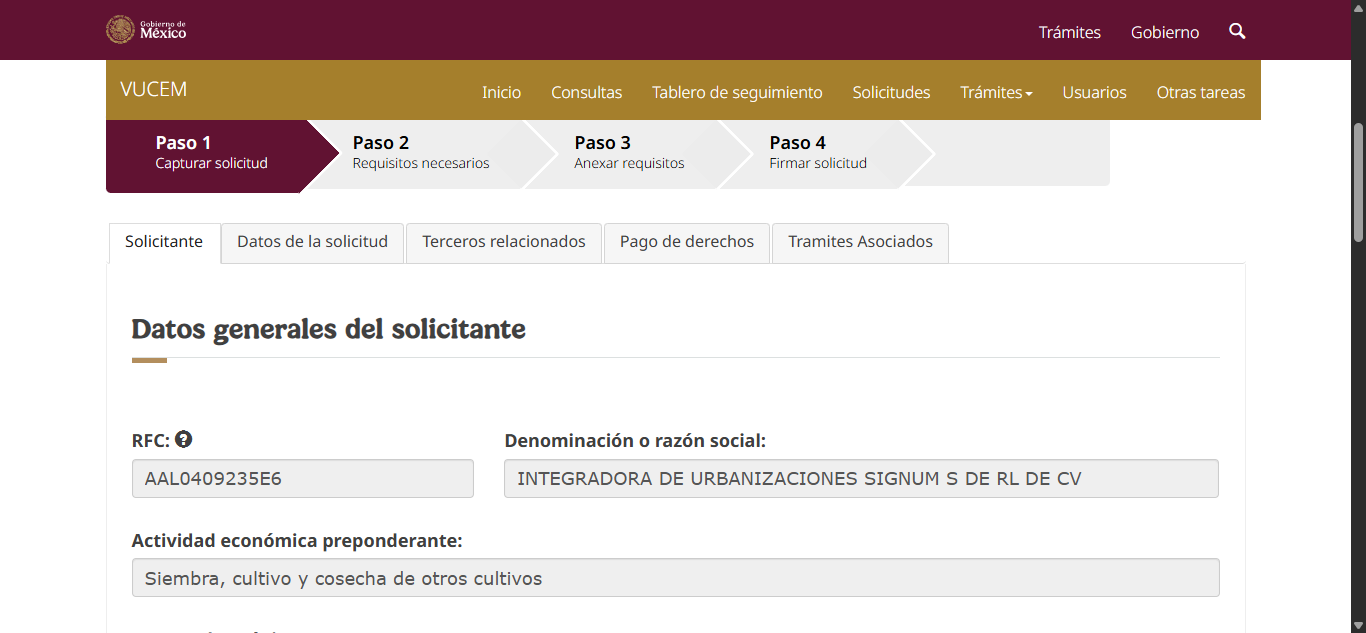 Gobierno de
México
Trámites
Gobierno
VUCEM
Inicio
Consultas
Tablero de seguimiento
Solicitudes
Trámites
Usuarios
Otras tareas
Paso 1
Capturar solicitud
Paso 2
Requisitos necesarios
Paso 3
Anexar requisitos
Paso 4
Firmar solicitud
Solicitante
Datos de la solicitud
Terceros relacionados
Pago de derechos
Tramites Asociados
Datos generales del solicitante
RFC:
AAL0409235E6
Denominación o razón social:
INTEGRADORA DE URBANIZACIONES SIGNUM S DE RL DE CV
Actividad económica preponderante:
Siembra, cultivo y cosecha de otros cultivos